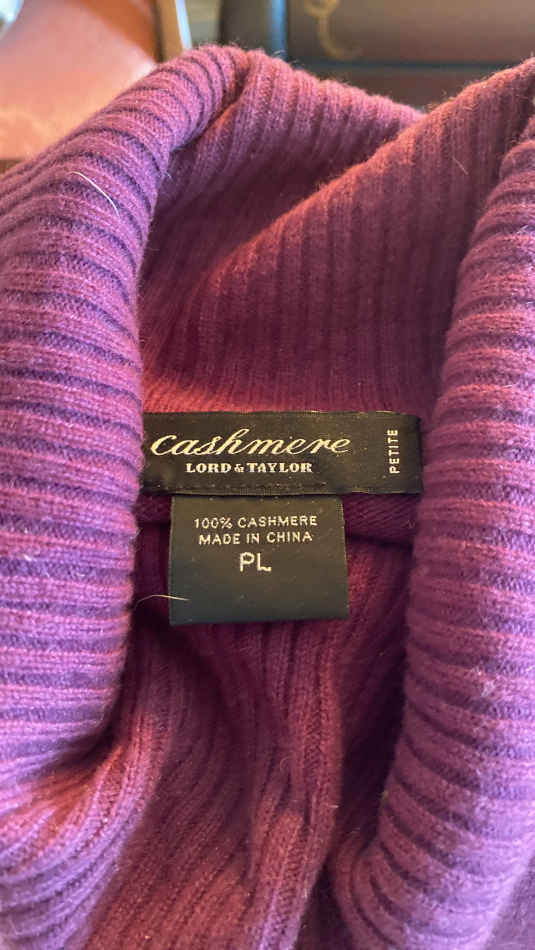 cashmere
LORD & TAYLOR
PETITE
100% CASHMERE
MADE IN CHINA
PL